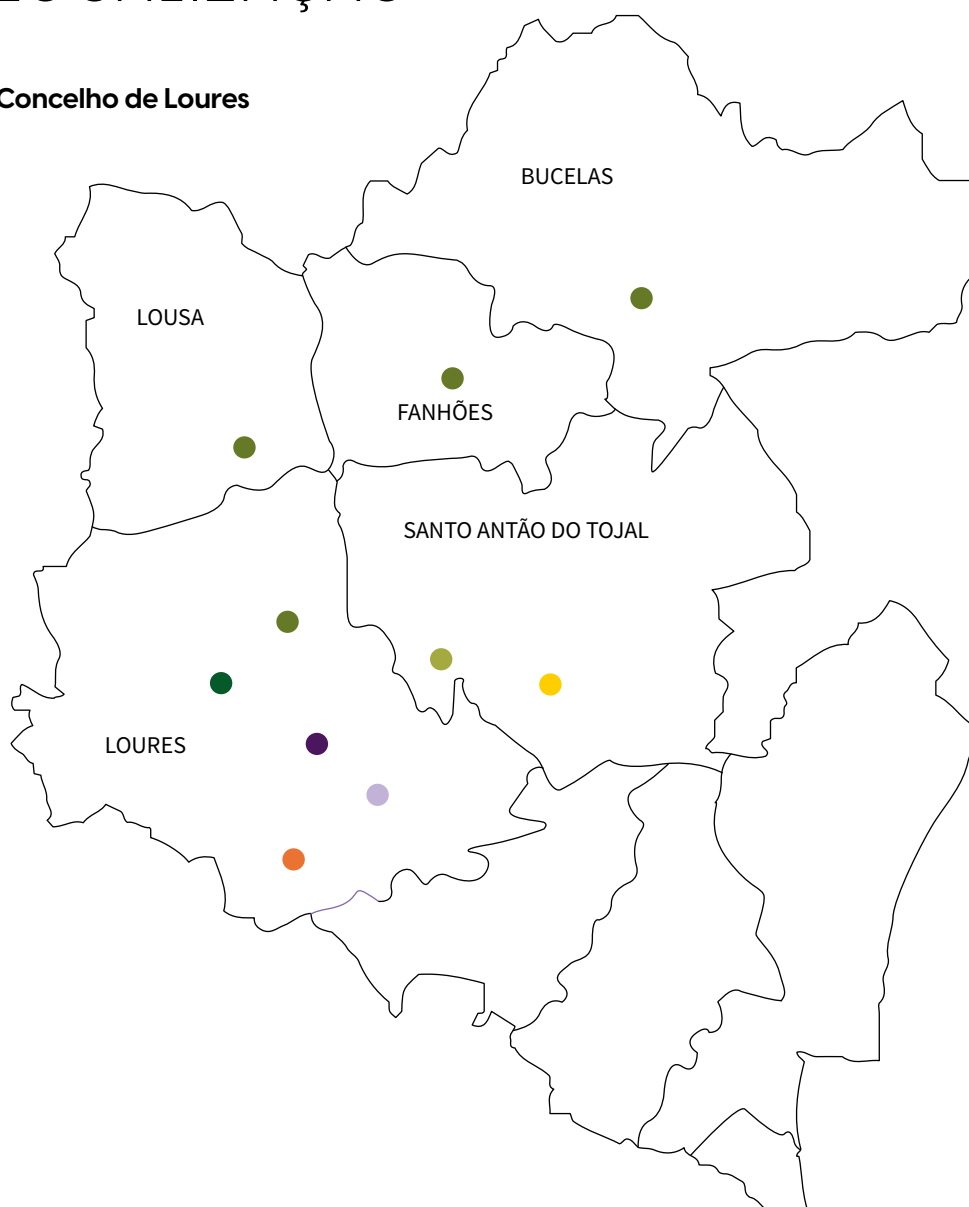 Concelho de Loures
BUCELAS
LOUSA
FANHÕES
SANTO ANTÃO DO TOJAL
LOURES